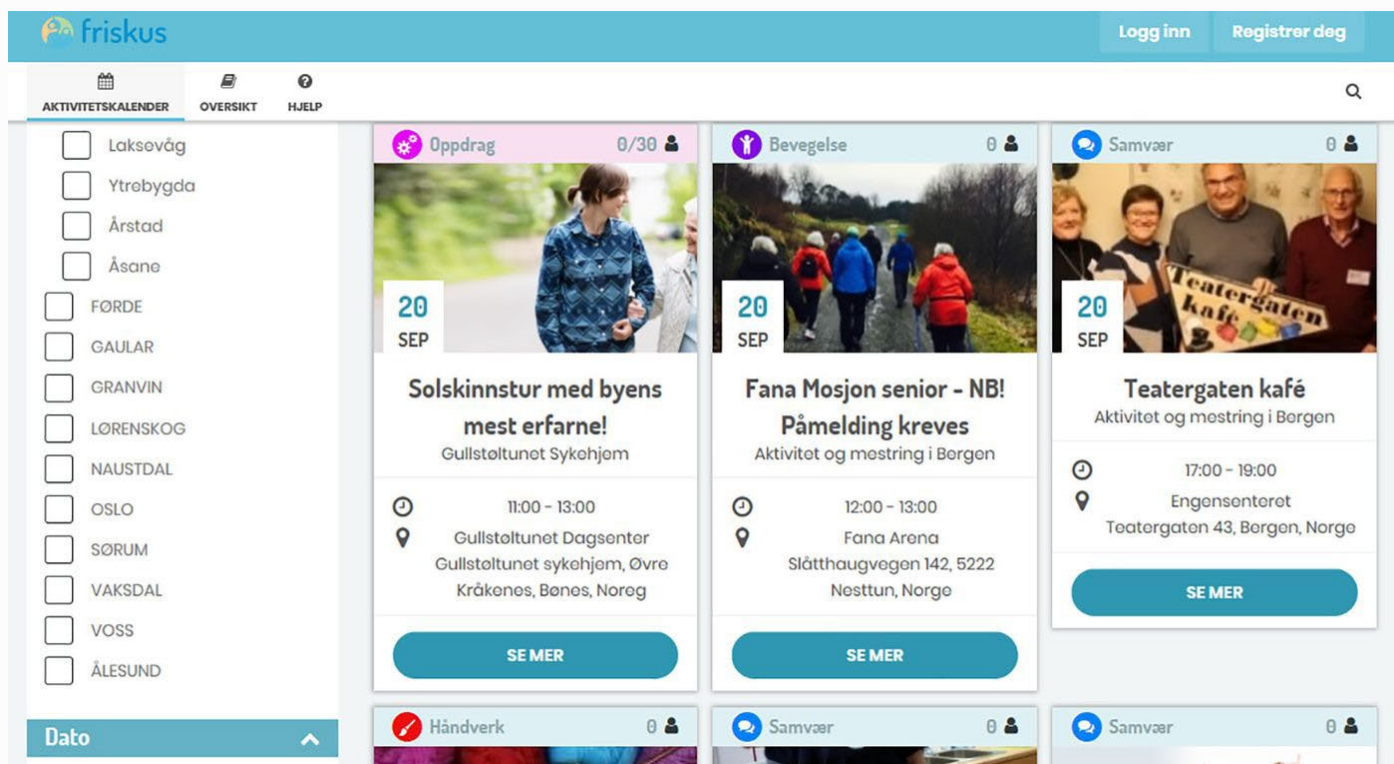 friskus
Logg inn
Registrer deg
AKTIVITETSKALENDER
OVERSIKT
HJELP
Laksevåg
Ytrebygda
Årstad
Åsane
FØRDE
GAULAR
GRANVIN
LØRENSKOG
NAUSTDAL
OSLO
SØRUM
VAKSDAL
VOSS
ÅLESUND
Dato
Oppdrag 0/30
20
SEP
Solskinnstur med byens
mest erfarne!
Gullstøltunet Sykehjem
11:00 - 13:00
Gullstøltunet Dagsenter
Gullstøltunet sykehjem, Øvre
Kråkenes, Bønes, Noreg
SE MER
Bevegelse 0
20
SEP
Fana Mosjon senior - NB!
Påmelding kreves
Aktivitet og mestring i Bergen
12:00 - 13:00
Fana Arena
Slåtthaugvegen 142, 5222
Nesttun, Norge
SE MER
Samvær 0
Teatergaten
kafé
20
SEP
Teatergaten kafé
Aktivitet og mestring i Bergen
17:00 - 19:00
Engensenteret
Teatergaten 43, Bergen, Norge
SE MER
Håndverk 0
Samvær 0
Samvær 0